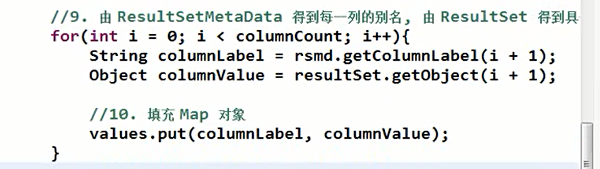 //9. 由 ResultSetMetaData 得到每一列的别名, 由 ResultSet 得到具
for(int i = 0; i < columnCount; i++){
String columnLabel = rsmd.getColumnLabel(i + 1);
Object columnValue = resultSet.getObject(i + 1);
//10. 填充 Map 对象
values.put(columnLabel, columnValue);
}